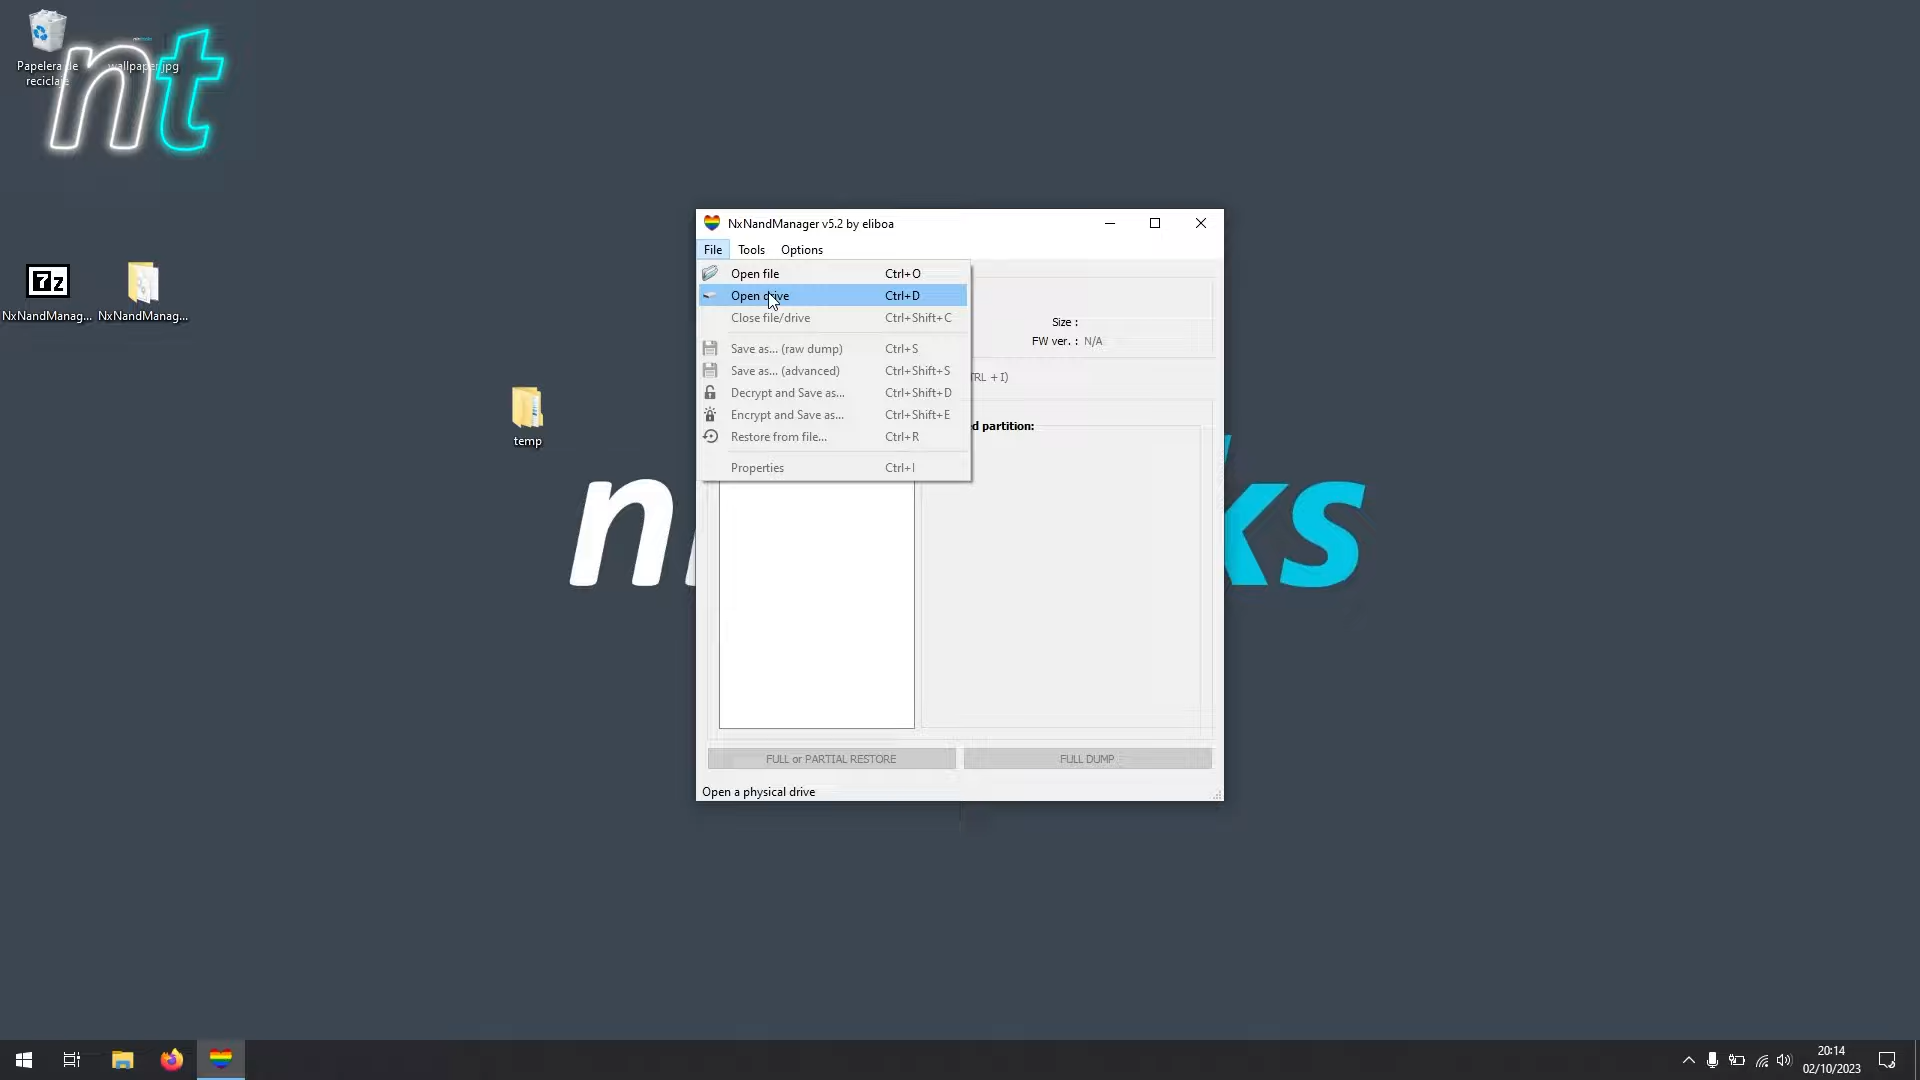 Papelera de
reciclaje
wallpaper.jpg
nt
NxNandManag...
NxNandManag...
temp
NxNandManager v5.2 by eliboa
File
Tools
Options
Open file
Ctrl+O
Open drive
Ctrl+D
Close file/drive
Ctrl+Shift+C
Save as... (raw dump)
Ctrl+S
Save as... (advanced)
Ctrl+Shift+S
Decrypt and Save as...
Ctrl+Shift+D
Encrypt and Save as...
Ctrl+Shift+E
Restore from file...
Ctrl+R
Properties
Ctrl+I
Size :
FW ver. : N/A
TRL + I)
d partition:
n
ks
FULL or PARTIAL RESTORE
FULL DUMP
Open a physical drive
20:14
02/10/2023